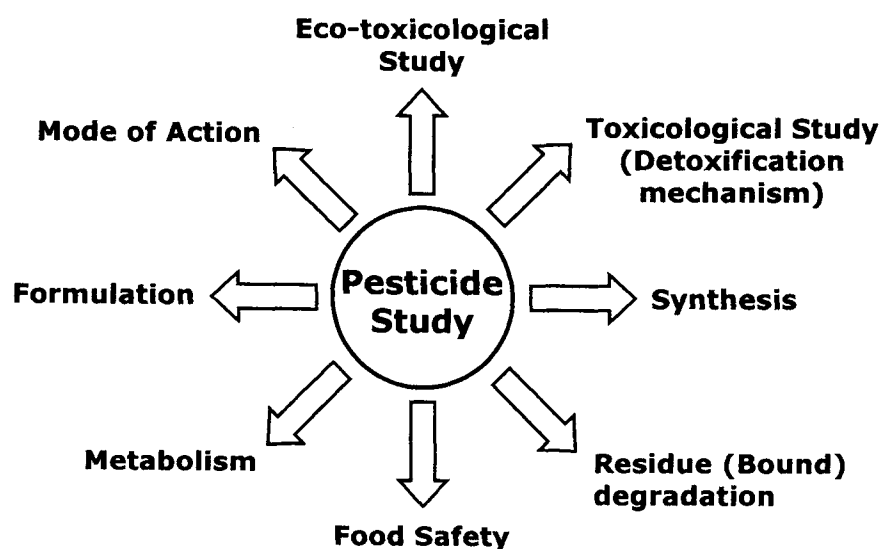 Eco-toxicological
Study
Mode of Action
Toxicological Study
(Detoxification
mechanism)
Formulation
Pesticide
Study
Synthesis
Metabolism
Residue (Bound)
degradation
Food Safety